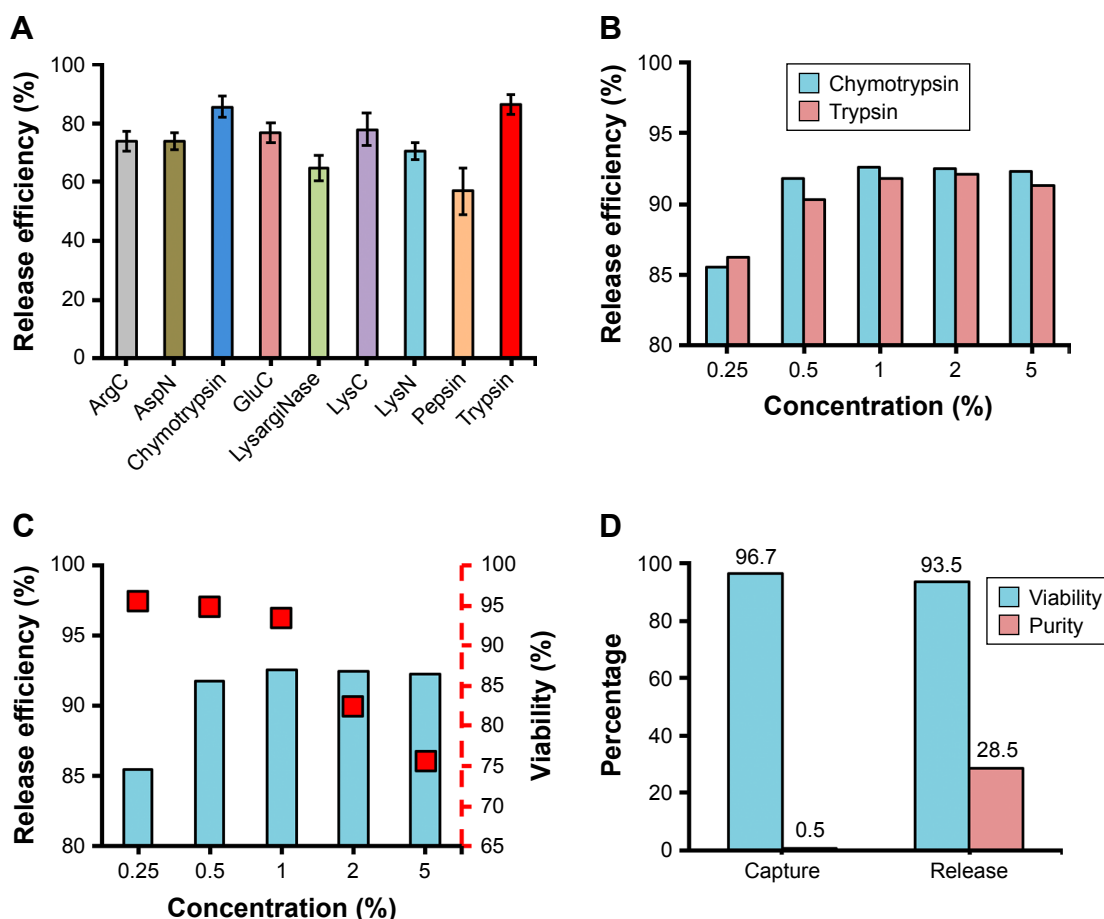 A
Release efficiency (%)
100
80
60
40
20
0
ArgC
AspN
Chymotrypsin
GluC
LysargiNase
LysC
LysN
Pepsin
Trypsin
B
Release efficiency (%)
100
95
90
85
80
Chymotrypsin
Trypsin
0.25 0.5 1 2 5
Concentration (%)
C
Release efficiency (%)
100
95
90
85
80
100
95
90
85
80
75
70
65
Viability (%)
0.25 0.5 1 2 5
Concentration (%)
D
Percentage
100
80
60
40
20
0
96.7
0.5
93.5
28.5
Viability
Purity
Capture Release